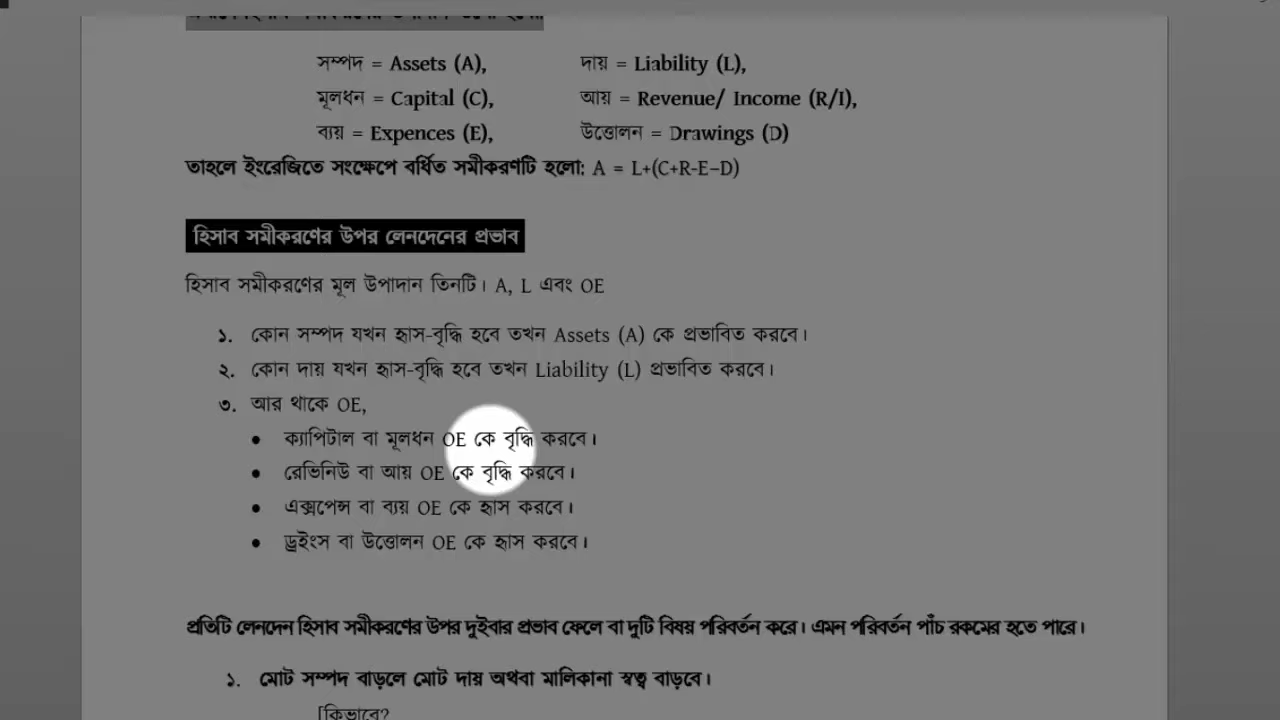 সম্পদ = Assets (A), দায় = Liability (L),
মূলধন = Capital (C), আয় = Revenue/ Income (R/I),
ব্যয় = Expences (E), উত্তোলন = Drawings (D)
তাহলে ইংরেজিতে সংক্ষেপে বর্ধিত সমীকরণটি হলো: A = L+(C+R-E–D)
হিসাব সমীকরণের উপর লেনদেনের প্রভাব
হিসাব সমীকরণের মূল উপাদান তিনটি। A, L এবং OE
১. কোন সম্পদ যখন হ্রাস-বৃদ্ধি হবে তখন Assets (A) কে প্রভাবিত করবে।
২. কোন দায় যখন হ্রাস-বৃদ্ধি হবে তখন Liability (L) প্রভাবিত করবে।
৩. আর থাকে OE,
• ক্যাপিটাল বা মূলধন OE কে বৃদ্ধি করবে।
• রেভিনিউ বা আয় OE কে বৃদ্ধি করবে।
• এক্সপেন্স বা ব্যয় OE কে হ্রাস করবে।
• ড্রইংস বা উত্তোলন OE কে হ্রাস করবে।
প্রতিটি লেনদেন হিসাব সমীকরণের উপর দুইবার প্রভাব ফেলে বা দুটি বিষয় পরিবর্তন করে। এমন পরিবর্তন পাঁচ রকমের হতে পারে।
১. মোট সম্পদ বাড়লে মোট দায় অথবা মালিকানা স্বত্ব বাড়বে।
[কিভাবে?